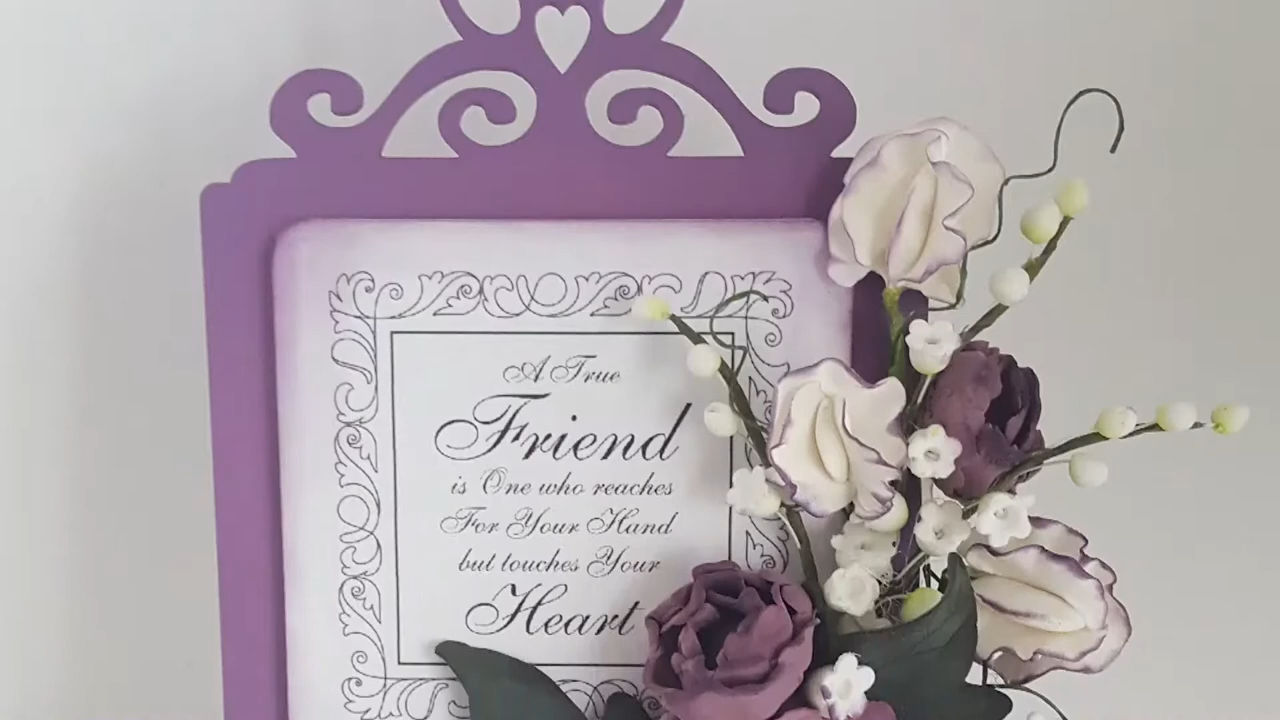 A True
Friend
is One who reaches
For Your Hand
but touches Your
Heart